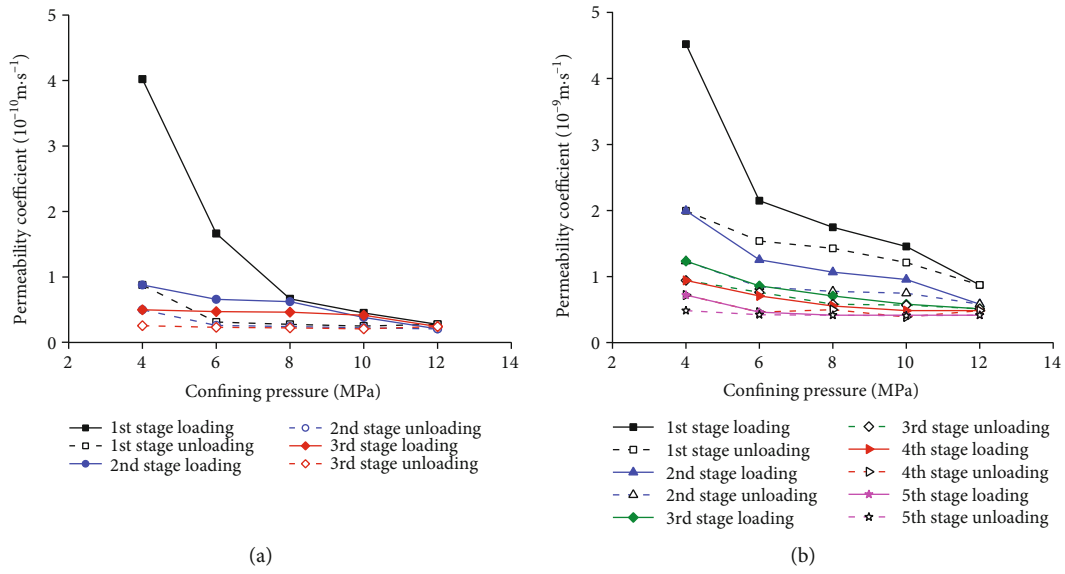 5
4
3
2
1
0
2
4
6
8
10
12
14
Permeability coefficient (10⁻¹⁰m·s⁻¹)
Confining pressure (MPa)
1st stage loading
1st stage unloading
2nd stage loading
2nd stage unloading
3rd stage loading
3rd stage unloading
(a)
5
4
3
2
1
0
2
4
6
8
10
12
14
Permeability coefficient (10⁻⁹m·s⁻¹)
Confining pressure (MPa)
1st stage loading
1st stage unloading
2nd stage loading
2nd stage unloading
3rd stage loading
3rd stage unloading
4th stage loading
4th stage unloading
5th stage loading
5th stage unloading
(b)